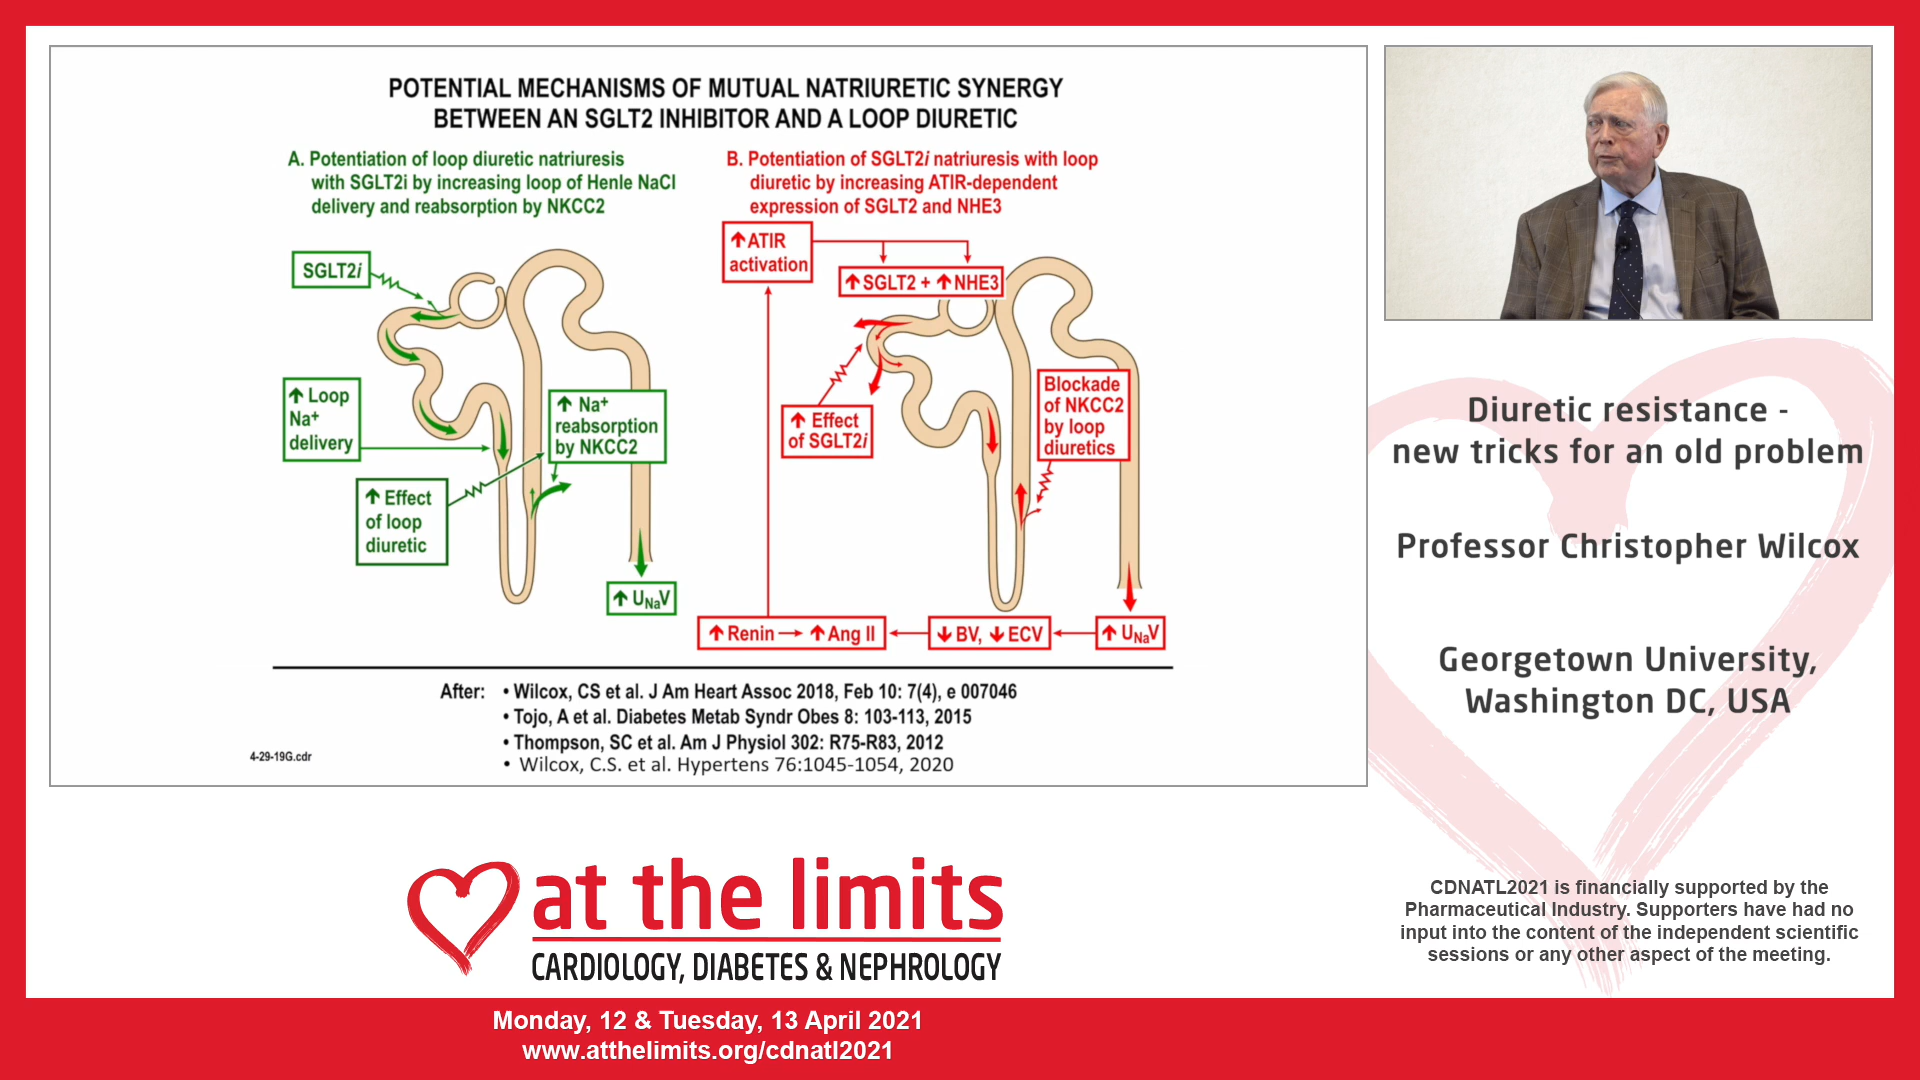 POTENTIAL MECHANISMS OF MUTUAL NATRIURETIC SYNERGY
BETWEEN AN SGLT2 INHIBITOR AND A LOOP DIURETIC
A. Potentiation of loop diuretic natriuresis
with SGLT2i by increasing loop of Henle NaCl
delivery and reabsorption by NKCC2
SGLT2i
↑ Loop
Na+
delivery
↑ Effect
of loop
diuretic
↑ Na+
reabsorption
by NKCC2
↑ UNaV
B. Potentiation of SGLT2i natriuresis with loop
diuretic by increasing ATIR-dependent
expression of SGLT2 and NHE3
↑ATIR
activation
↑SGLT2 + ↑NHE3
↑ Effect
of SGLT2i
Blockade
of NKCC2
by loop
diuretics
↑Renin → ↑Ang II
↓BV, ↓ECV
↑ UNaV
After: • Wilcox, CS et al. J Am Heart Assoc 2018, Feb 10: 7(4), e 007046
• Tojo, A et al. Diabetes Metab Syndr Obes 8: 103-113, 2015
• Thompson, SC et al. Am J Physiol 302: R75-R83, 2012
• Wilcox, C.S. et al. Hypertens 76:1045-1054, 2020
4-29-19G.cdr
Diuretic resistance -
new tricks for an old problem
Professor Christopher Wilcox
Georgetown University,
Washington DC, USA
CDNATL2021 is financially supported by the
Pharmaceutical Industry. Supporters have had no
input into the content of the independent scientific
sessions or any other aspect of the meeting.
at the limits
CARDIOLOGY, DIABETES & NEPHROLOGY
Monday, 12 & Tuesday, 13 April 2021
www.atthelimits.org/cdnatl2021